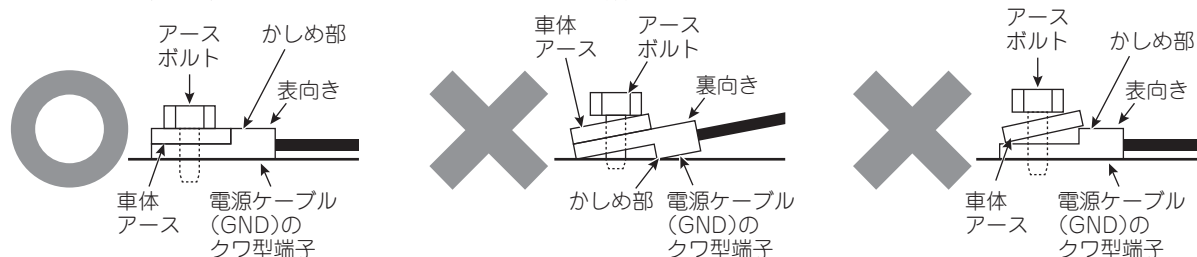 アース
ボルト
かしめ部
表向き
車体
アース
電源ケーブル
(GND)の
クワ型端子
車体
アース
アース
ボルト
裏向き
かしめ部
電源ケーブル
(GND)の
クワ型端子
アース
ボルト
かしめ部
表向き
車体
アース
電源ケーブル
(GND)の
クワ型端子